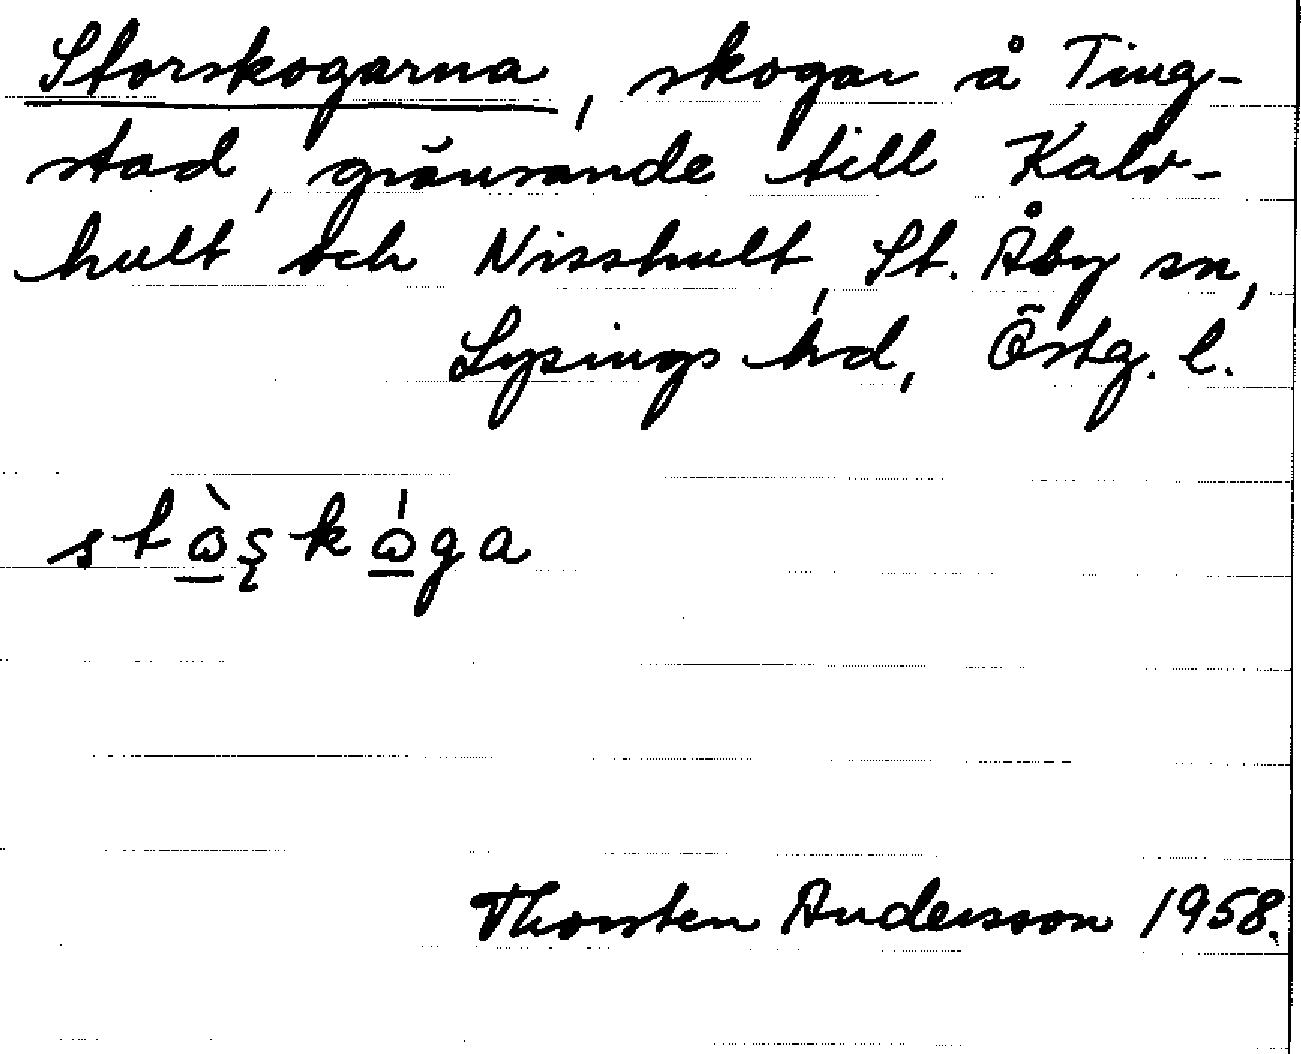 Storskogarna, skogar å Ting-
stad, gränsande till Kalv-
hult och Nisshult, St. Åby sn,
Lysings hd, Östg. l.
Thorsten Andersson 1958.